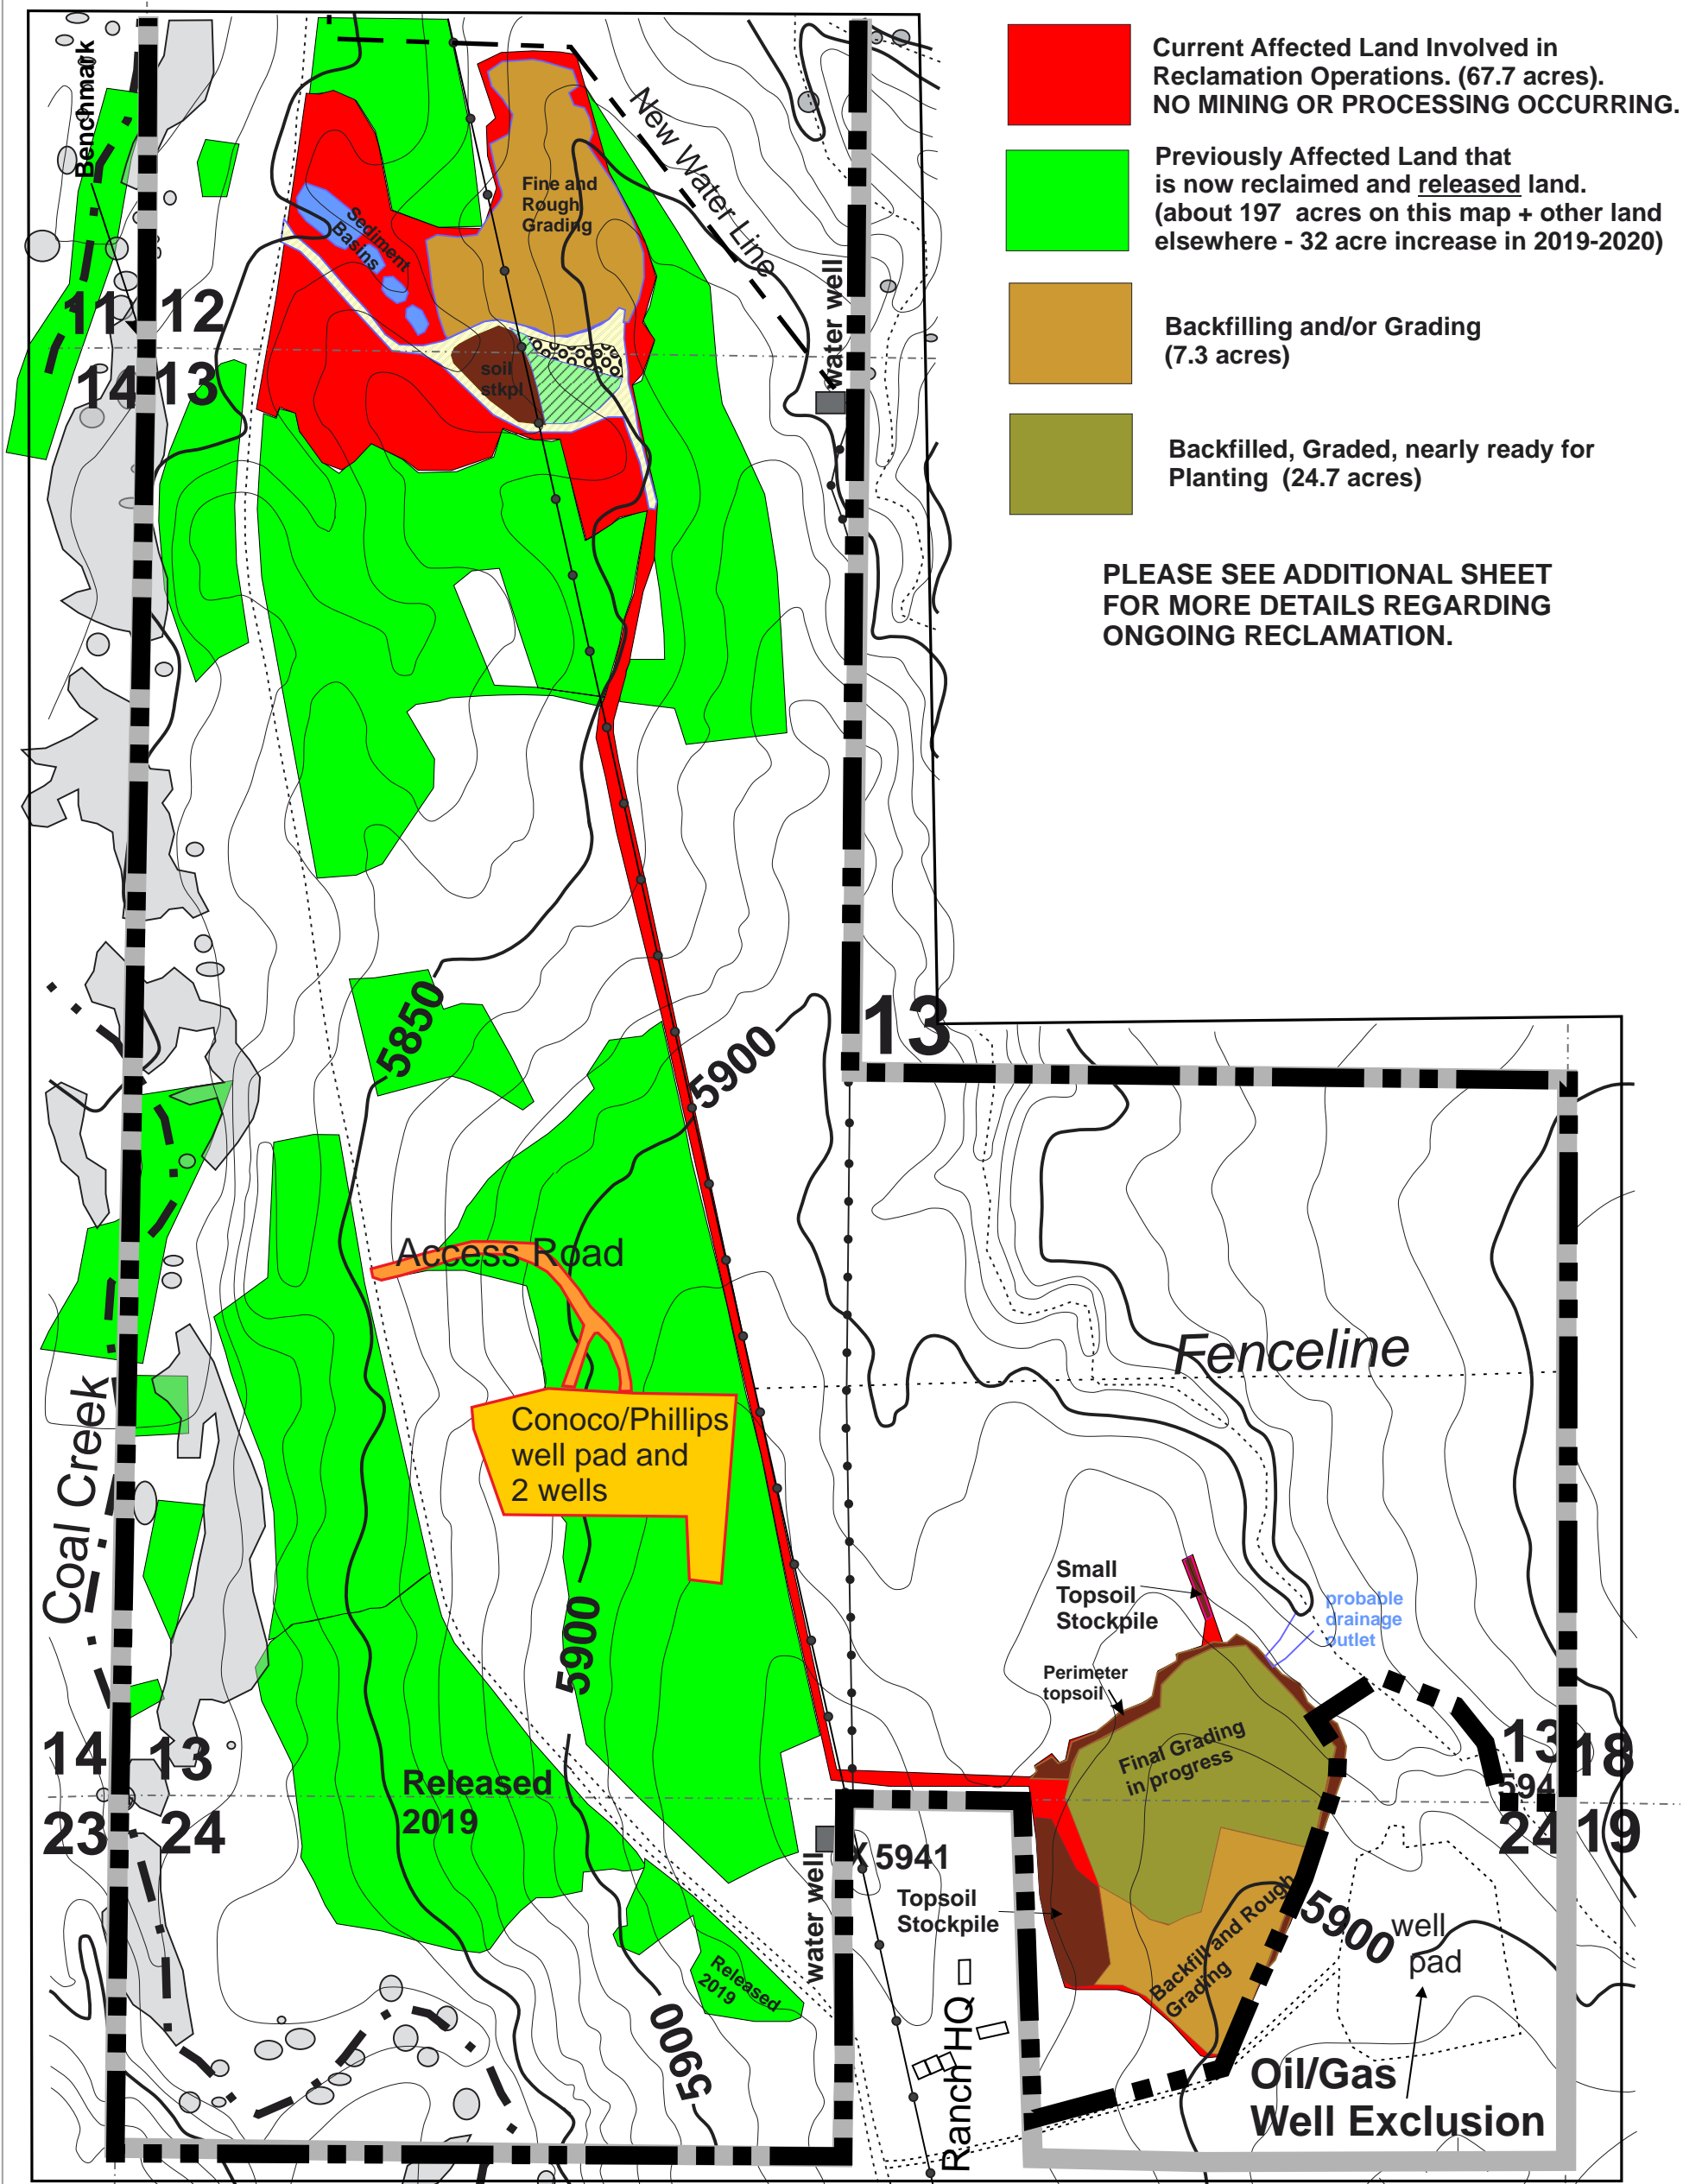 Current Affected Land Involved in
Reclamation Operations. (67.7 acres).
NO MINING OR PROCESSING OCCURRING.
Previously Affected Land that
is now reclaimed and released land.
(about 197 acres on this map + other land
elsewhere - 32 acre increase in 2019-2020)
Backfilling and/or Grading
(7.3 acres)
Backfilled, Graded, nearly ready for
Planting (24.7 acres)
PLEASE SEE ADDITIONAL SHEET
FOR MORE DETAILS REGARDING
ONGOING RECLAMATION.
Benchmark
New Water Line
Fine and
Rough
Grading
Sediment
Basins
water well
11 12
14 13
soil
stkpl
13
5850
5900
Access Road
Fenceline
Conoco/Phillips
well pad and
2 wells
Coal Creek
Small
Topsoil
Stockpile
probable
drainage
outlet
5900
Perimeter
topsoil
Final Grading
in progress
14 13
23 24
Released
2019
13 18
594
24 19
water well
X 5941
Topsoil
Stockpile
Backfill and Rough
Grading
5900
well
pad
Released
2019
5900
Ranch HQ
Oil/Gas
Well Exclusion